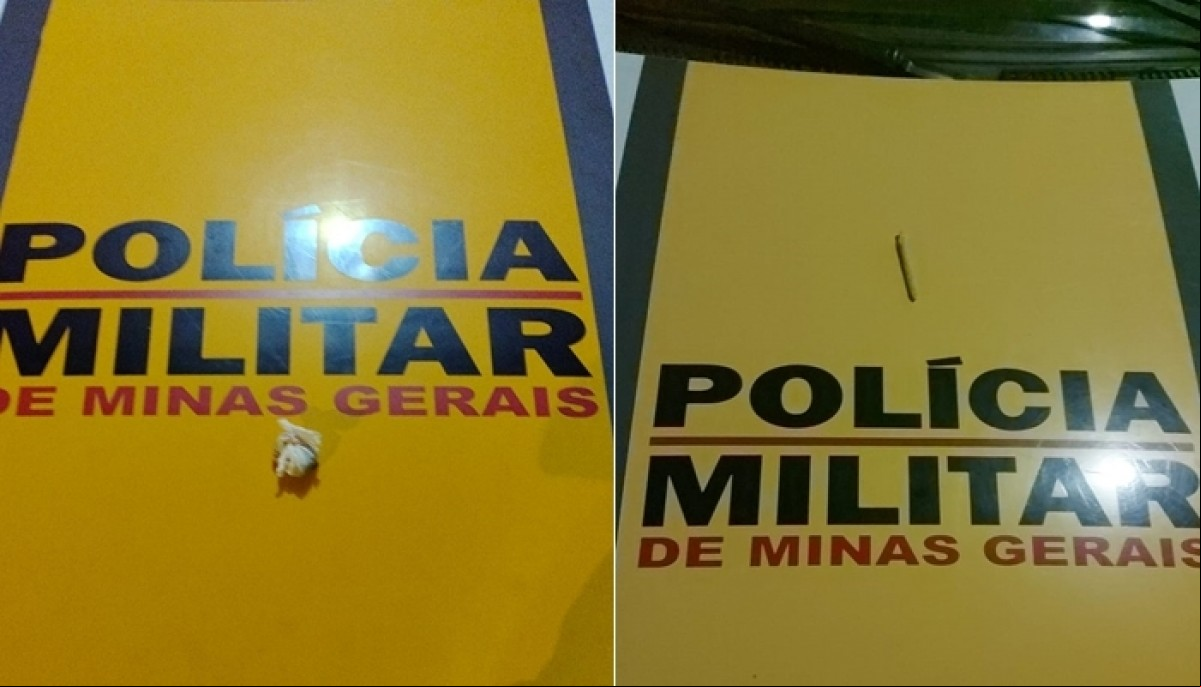 POLÍCIA
MILITAR
DE MINAS GERAIS
POLÍCIA
MILITAR
DE MINAS GERAIS